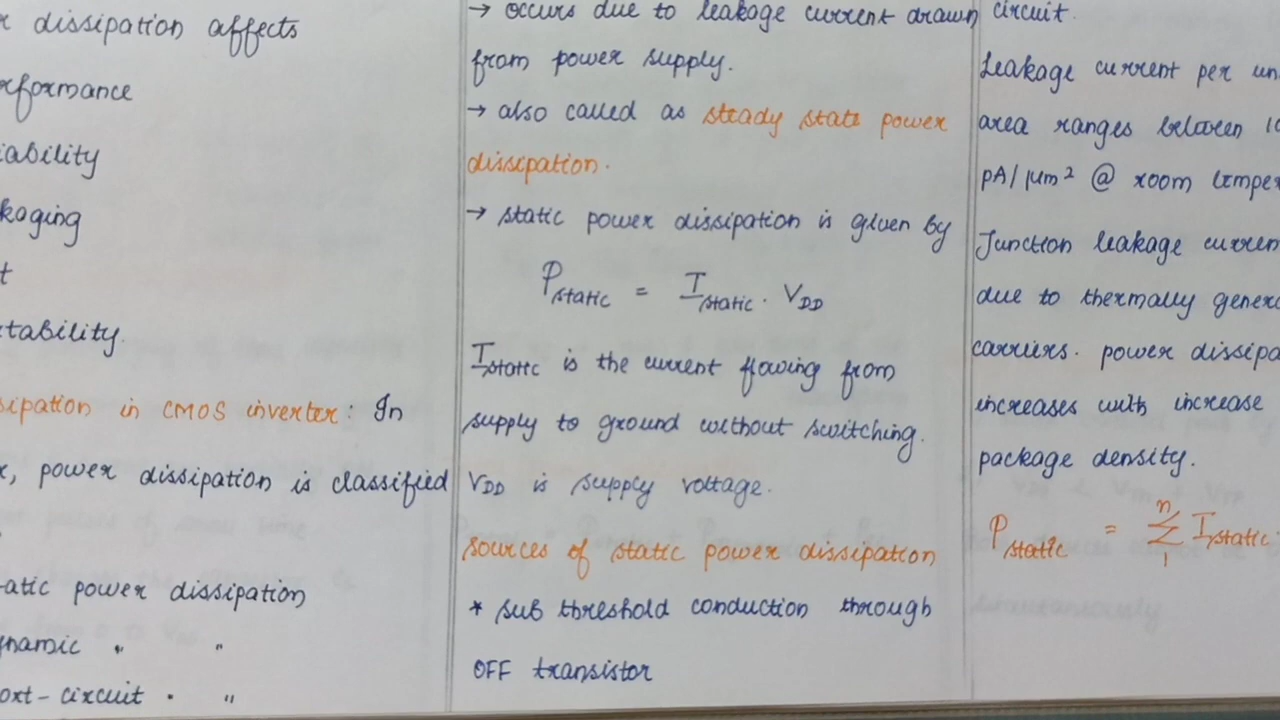 dissipation affects
rformance
iability
kaging
t
tability.
sipation in CMOS inverter: In
, power dissipation is classified
atic power dissipation
namic " "
ort-circuit " "
→ occurs due to leakage current drawn
from power supply.
→ also called as steady state power
dissipation.
→ static power dissipation is given by
Pstatic = Istatic. VDD
Istatic is the current flowing from
supply to ground without switching.
VDD is supply voltage.
sources of static power dissipation
* sub threshold conduction through
OFF transistor
circuit.
Leakage current per un
area ranges between 10
pA/μm² @ room temper
Junction leakage curren
due to thermally genera
carriers. power dissipa
increases with increase
package density.
Pstatic = n∑1 Istatic.